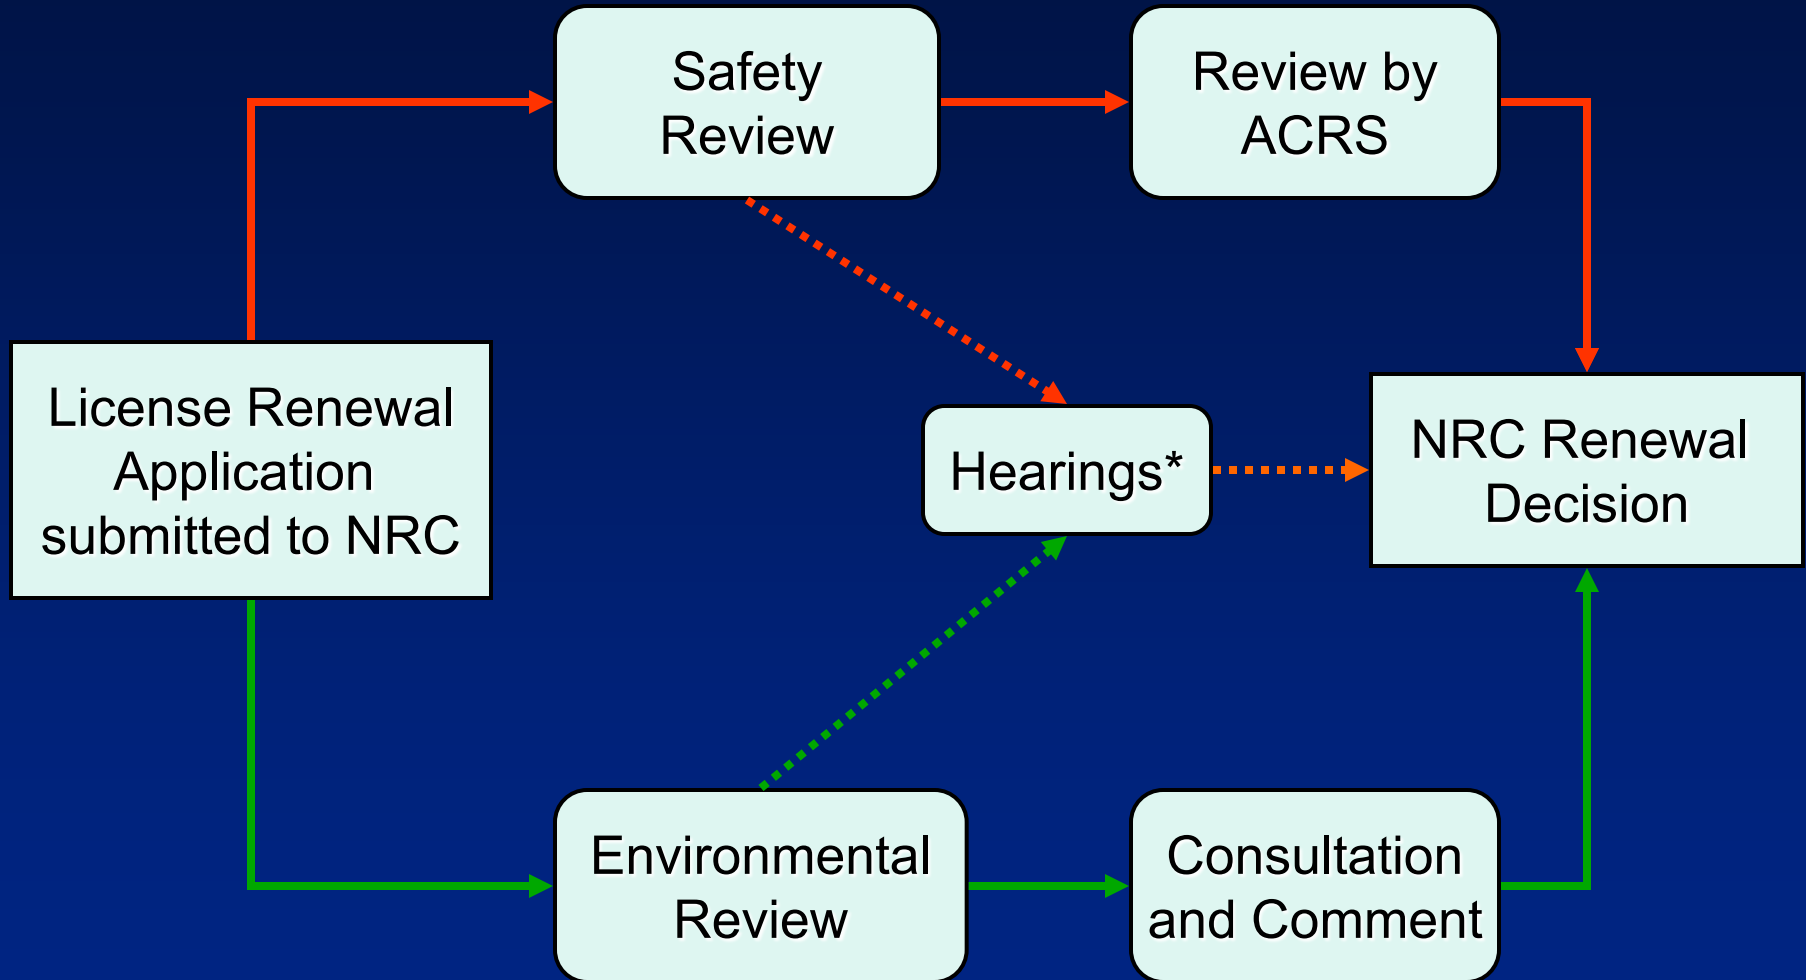 Safety
Review
Review by
ACRS
License Renewal
Application
submitted to NRC
Hearings*
NRC Renewal
Decision
Environmental
Review
Consultation
and Comment